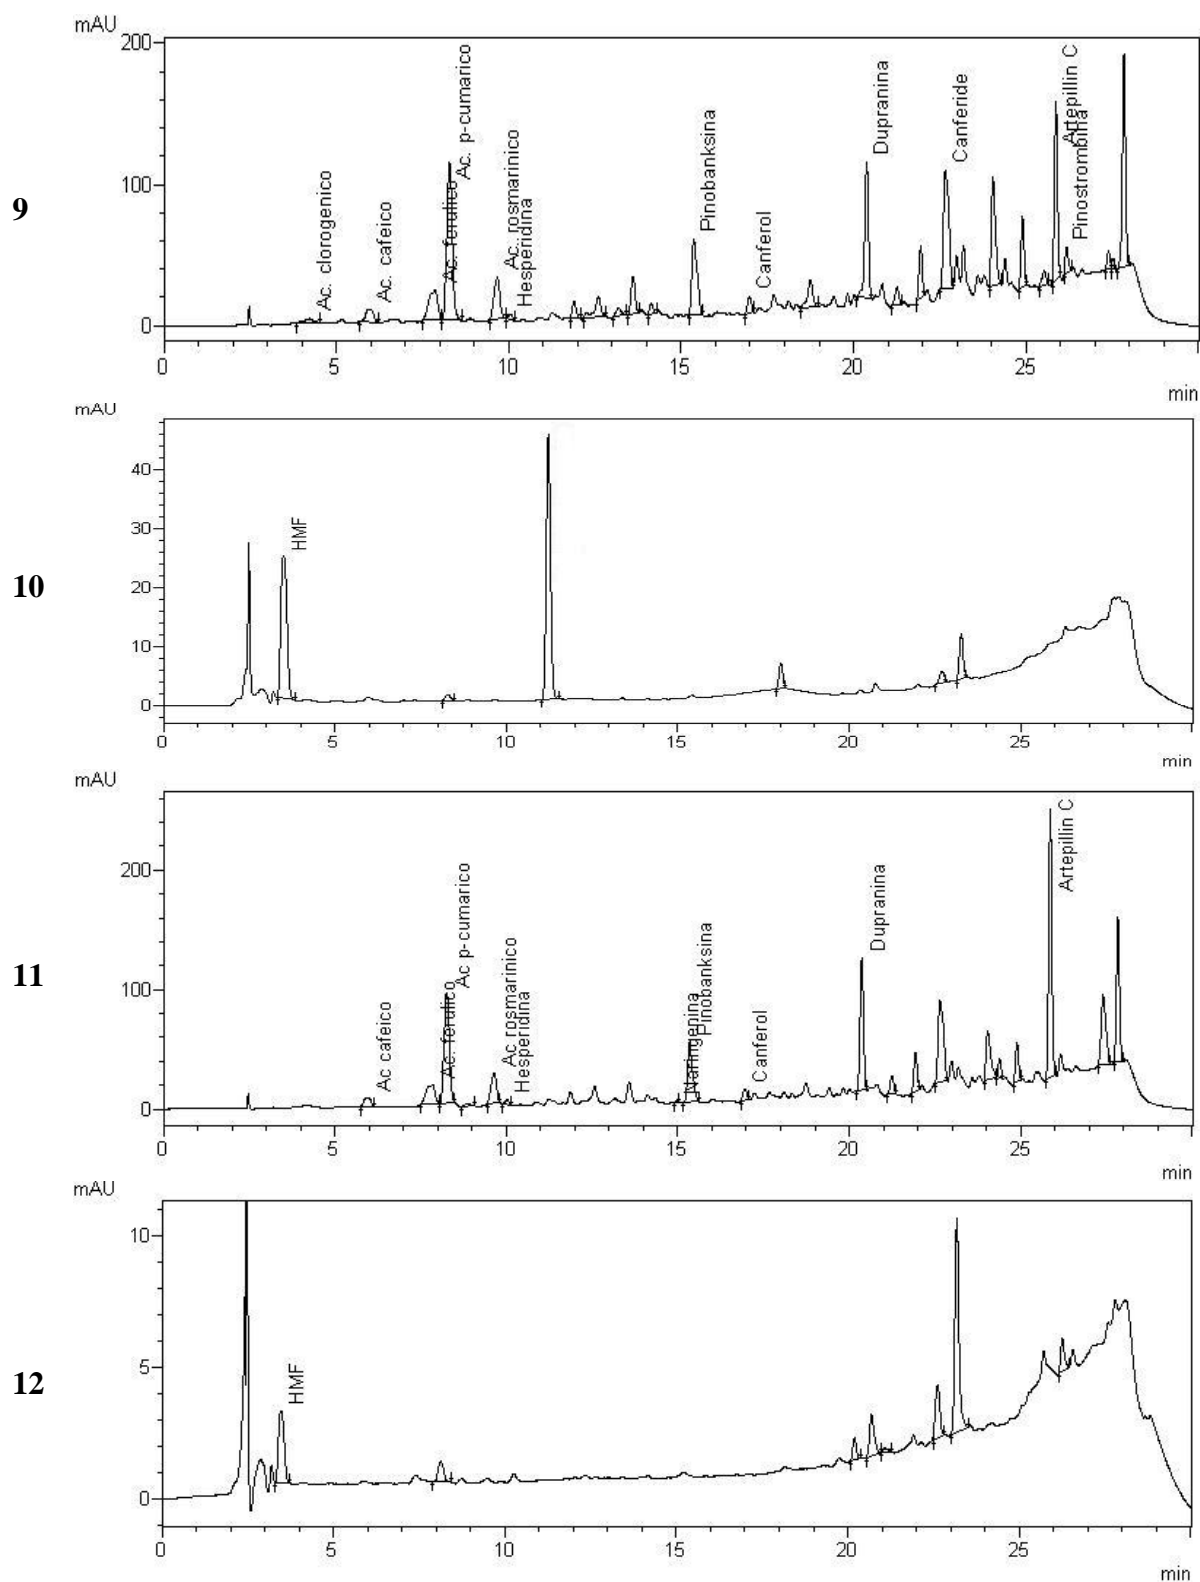 mAU
200
100
0
9
Ac. clorogenico
Ac. cafeico
Ac. ferulico
Ac. p-cumarico
Ac. rosmarinico
Hesperidina
Pinobanksina
Canferol
Dupranina
Canferide
Artepillin C
Pinostrombina
0 5 10 15 20 25
min
mAU
40
30
20
10
0
10
HMF
0 5 10 15 20 25
min
mAU
200
100
0
11
Ac cafeico
Ac. ferulico
Ac p-cumarico
Ac rosmarinico
Hesperidina
Naringenina
Pinobanksina
Canferol
Dupranina
Artepillin C
0 5 10 15 20 25
min
mAU
10
5
0
12
HMF
0 5 10 15 20 25
min